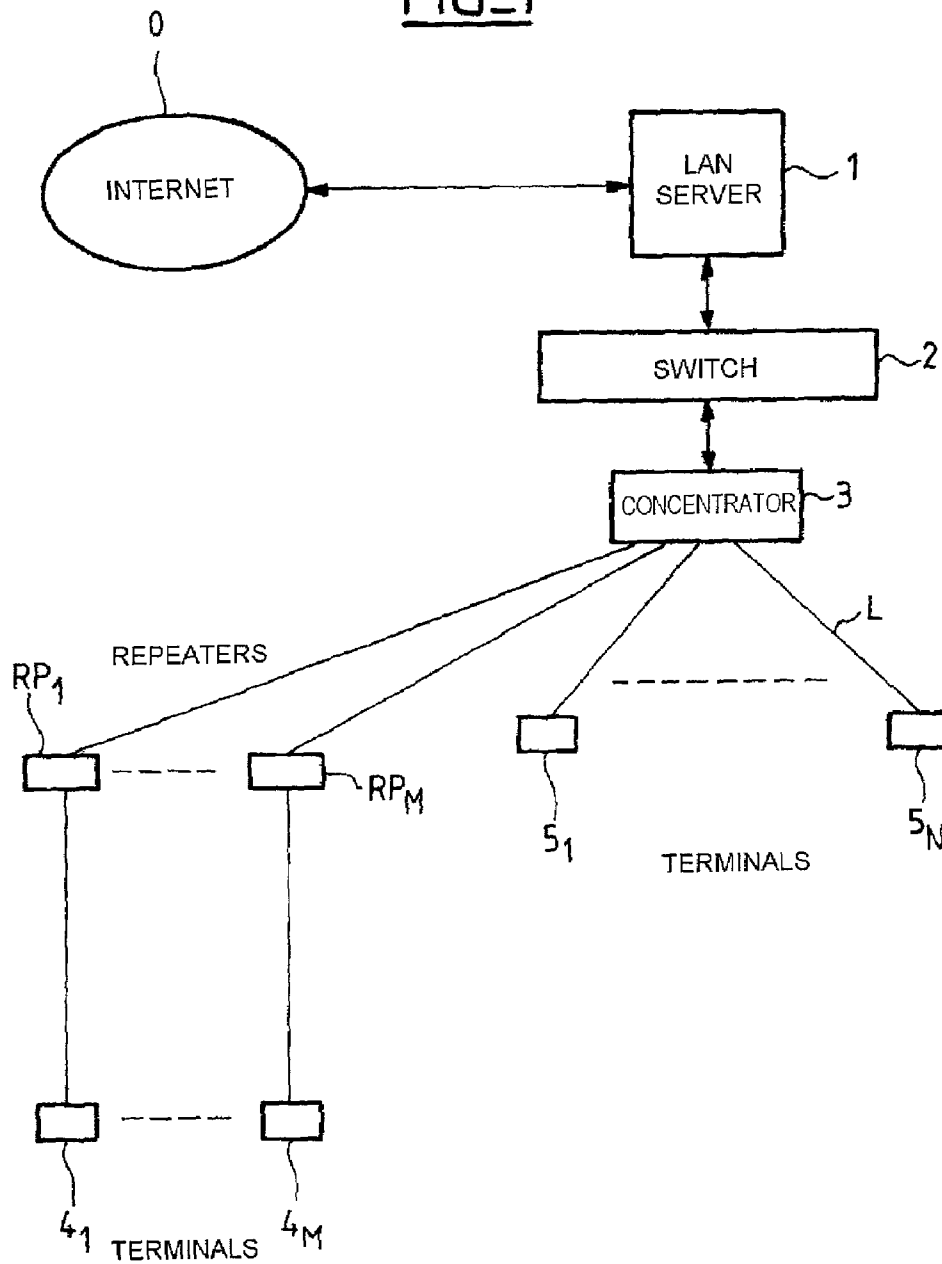 0
INTERNET
LAN
SERVER
1
SWITCH
2
CONCENTRATOR
3
L
REPEATERS
RP1
RPM
51
5N
TERMINALS
41
4M
TERMINALS